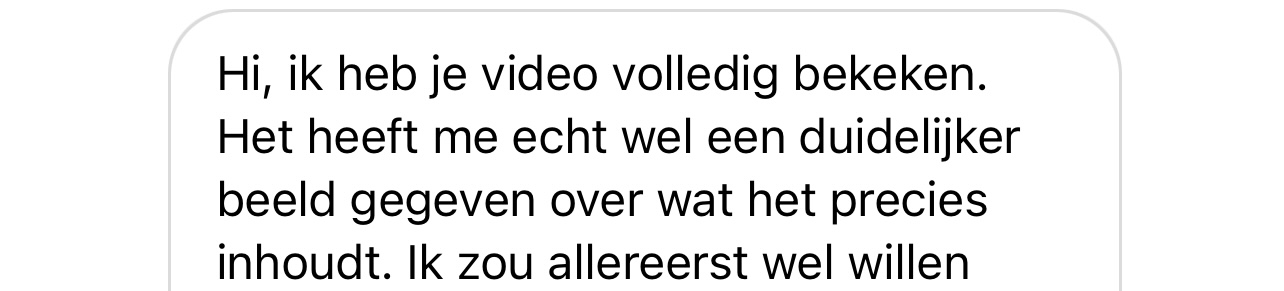 Hi, ik heb je video volledig bekeken.
Het heeft me echt wel een duidelijker
beeld gegeven over wat het precies
inhoudt. Ik zou allereerst wel willen